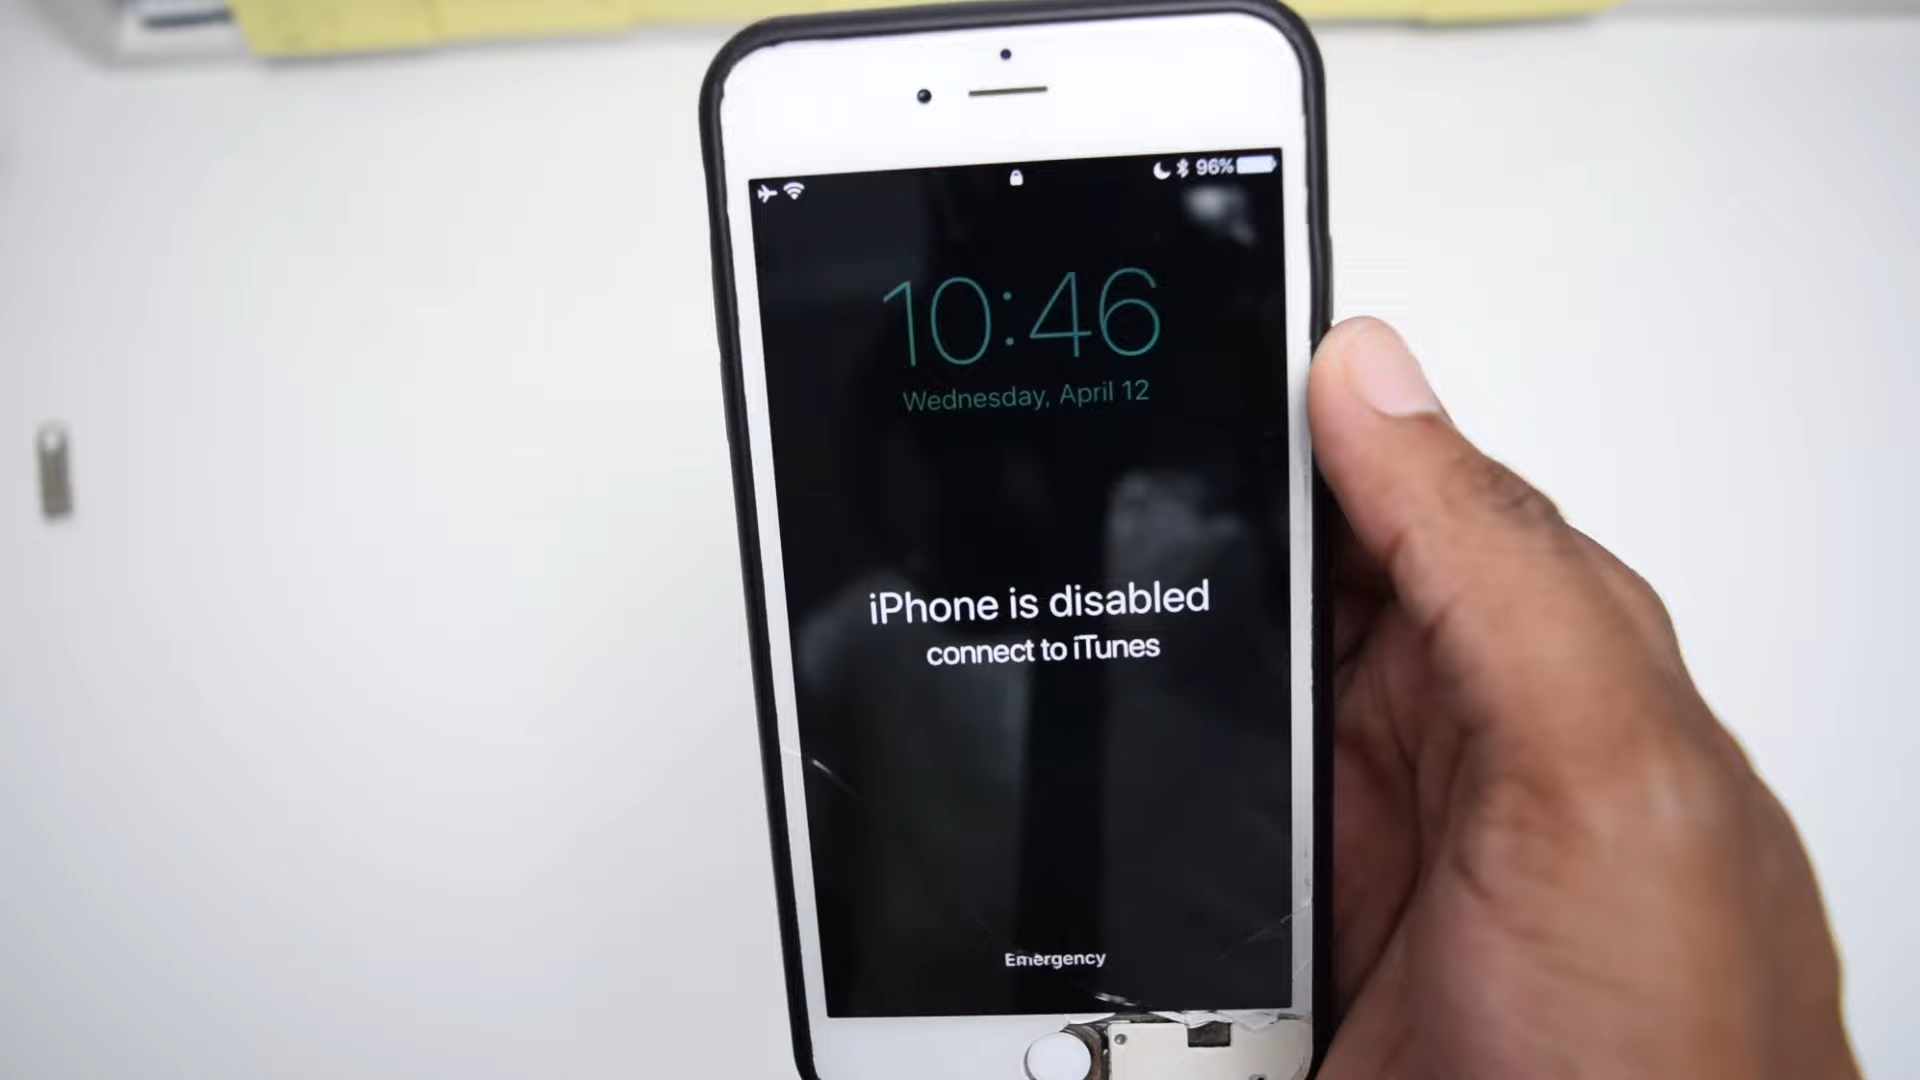 96%
10:46
Wednesday, April 12
iPhone is disabled
connect to iTunes
Emergency